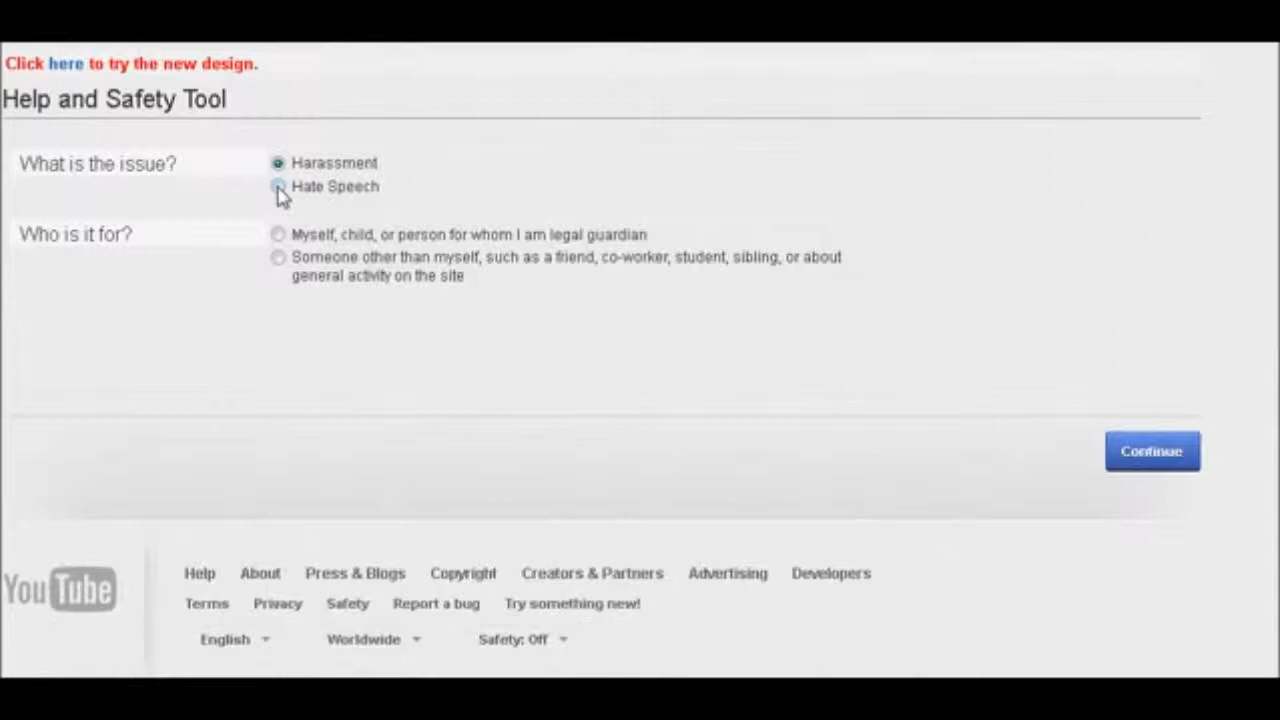 Click here to try the new design.
Help and Safety Tool
What is the issue?
Harassment
Hate Speech
Who is it for?
Myself, child, or person for whom I am legal guardian
Someone other than myself, such as a friend, co-worker, student, sibling, or about
general activity on the site
Continue
YouTube
Help About Press & Blogs Copyright Creators & Partners Advertising Developers
Terms Privacy Safety Report a bug Try something new!
English Worldwide Safety: Off